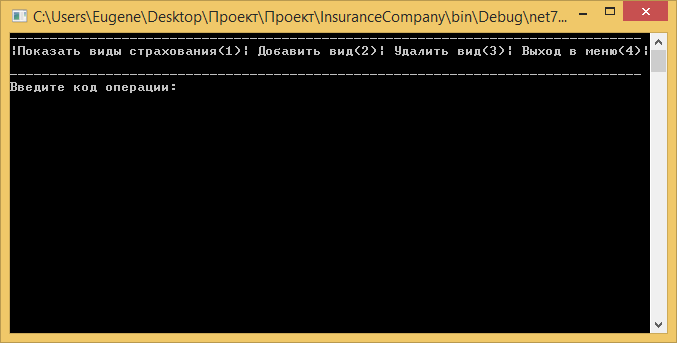 C:\Users\Eugene\Desktop\Проект\Проект\InsuranceCompany\bin\Debug\net7...
¦Показать виды страхования(1)¦ Добавить вид(2)¦ Удалить вид(3)¦ Выход в меню(4)¦
Введите код операции: